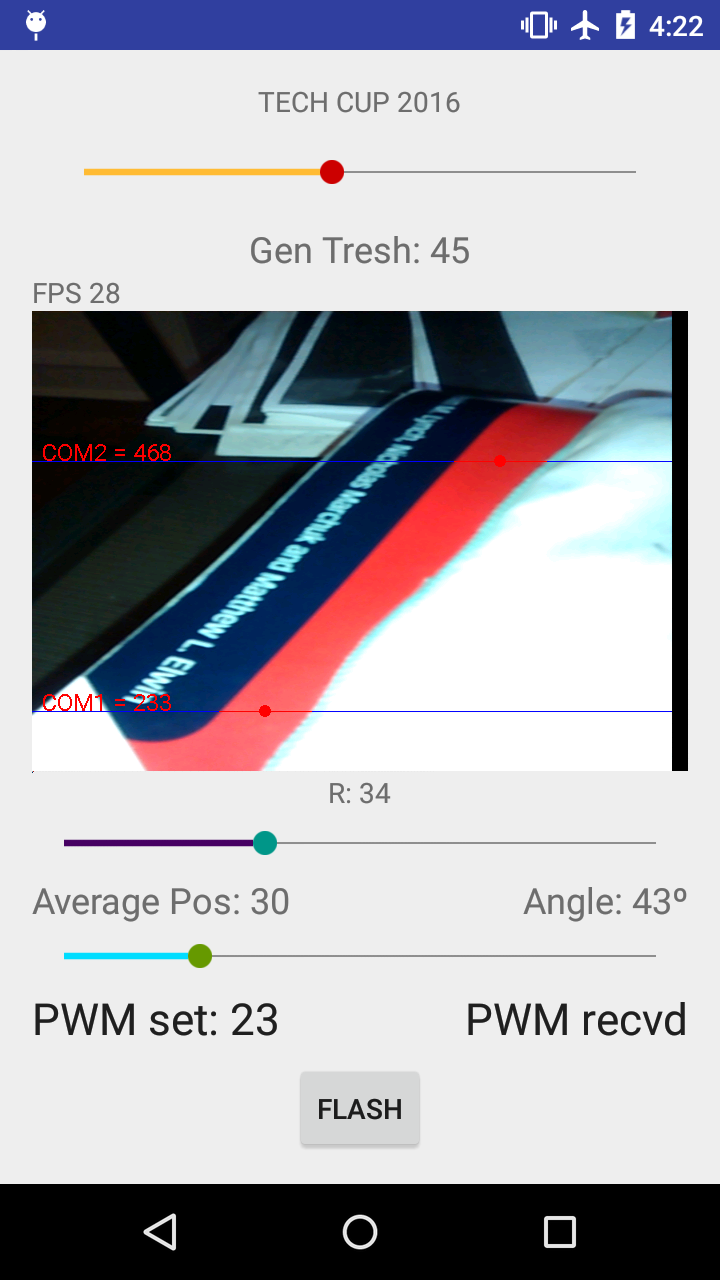 4:22
TECH CUP 2016
Gen Tresh: 45
FPS 28
COM2 = 468
Lynch, Nicholas Marchuk and Matthew L. Elwin
COM1 = 233
R: 34
Average Pos: 30 Angle: 43º
PWM set: 23 PWM recvd
FLASH